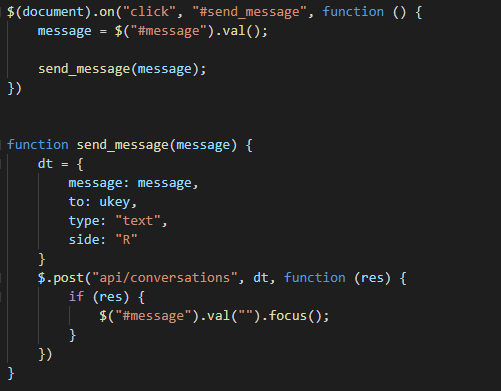 $(document).on("click", "#send_message", function () {
    message = $("#message").val();

    send_message(message);
})


function send_message(message) {
    dt = {
        message: message,
        to: ukey,
        type: "text",
        side: "R"
    }
    $.post("api/conversations", dt, function (res) {
        if (res) {
            $("#message").val("").focus();
        }
    })
}